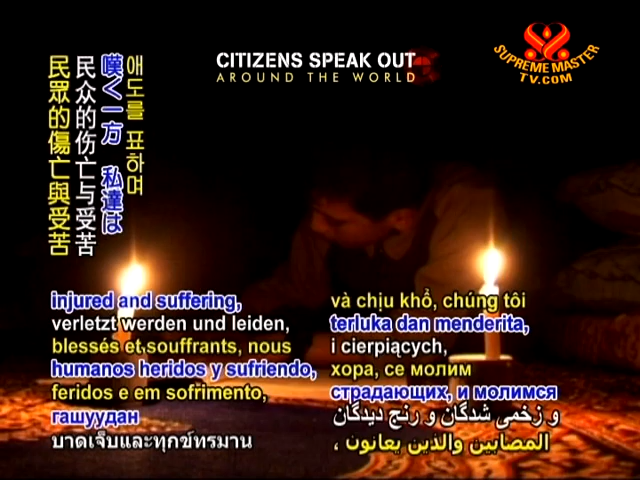 CITIZENS SPEAK OUT
AROUND THE WORLD
SUPREME MASTER
TV.COM
民眾的傷亡與受苦
民众的伤亡与受苦
嘆く一方　私達は
애도를 표하며
injured and suffering,
verletzt werden und leiden,
blessés et souffrants, nous
humanos heridos y sufriendo,
feridos e em sofrimento,
гашуудан
บาดเจ็บและทุกข์ทรมาน
và chịu khổ, chúng tôi
terluka dan menderita,
i cierpiących,
хора, се молим
страдающих, и молимся
و زخمی شدگان و رنج دیدگان
المصابين والذين يعانون ،